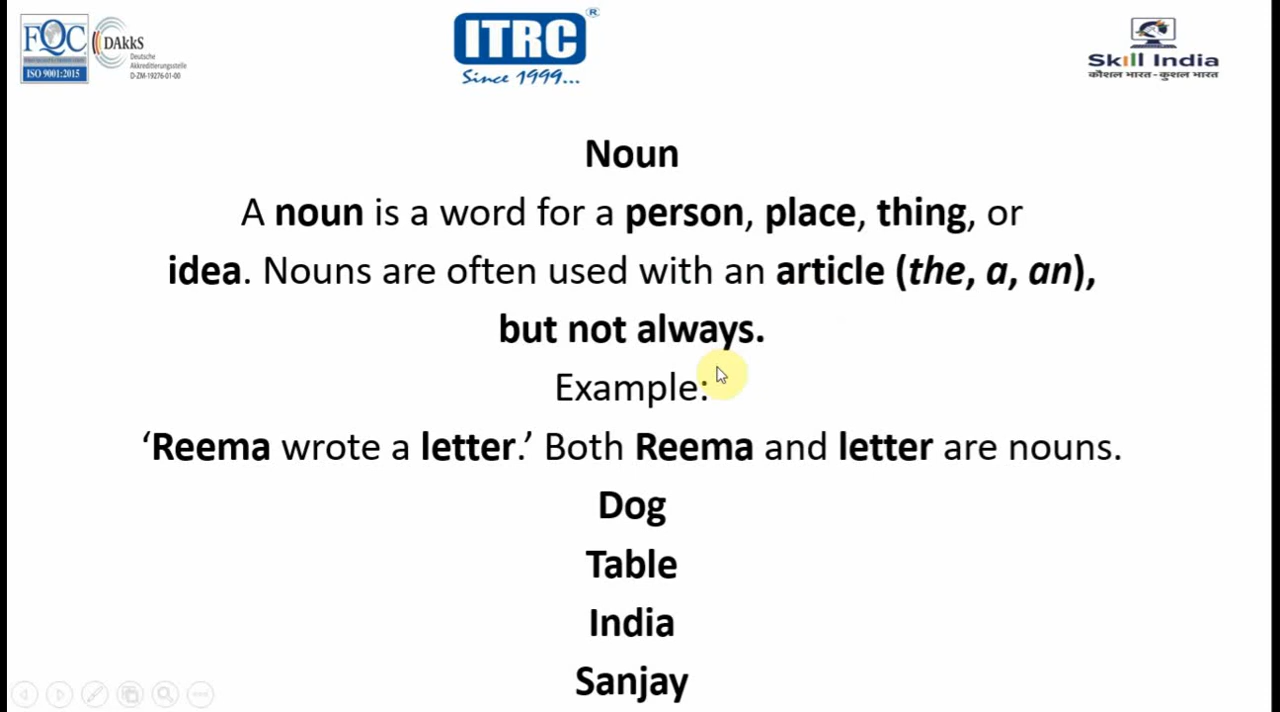 FQC
ISO 9001:2015
DAkkS
Deutsche
Akkreditierungsstelle
D-ZM-19276-01-00
ITRC ®
Since 1999...
Skill India
कौशल भारत - कुशल भारत
Noun
A noun is a word for a person, place, thing, or
idea. Nouns are often used with an article (the, a, an),
but not always.
Example:
‘Reema wrote a letter.’ Both Reema and letter are nouns.
Dog
Table
India
Sanjay